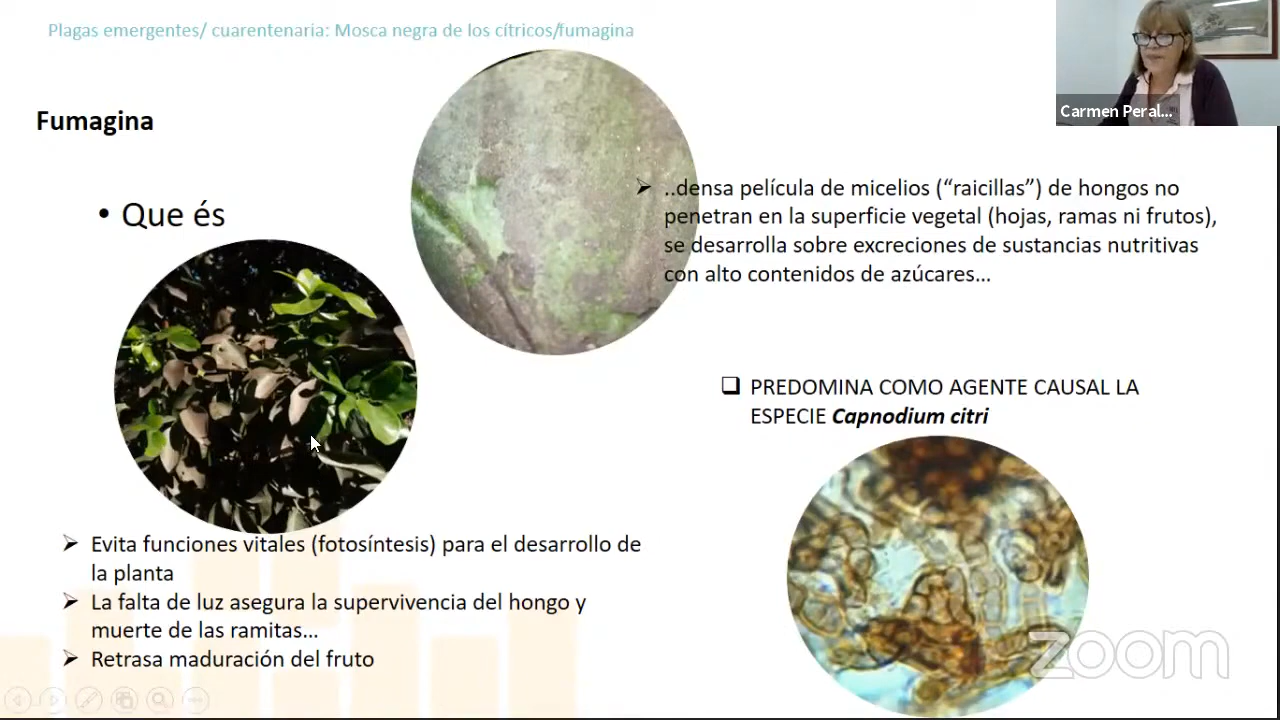 Plagas emergentes/ cuarentenaria: Mosca negra de los cítricos/fumagina
Carmen Peral...
Fumagina
• Que és
..densa película de micelios (“raicillas”) de hongos no
penetran en la superficie vegetal (hojas, ramas ni frutos),
se desarrolla sobre excreciones de sustancias nutritivas
con alto contenidos de azúcares...
PREDOMINA COMO AGENTE CAUSAL LA
ESPECIE Capnodium citri
Evita funciones vitales (fotosíntesis) para el desarrollo de
la planta
La falta de luz asegura la supervivencia del hongo y
muerte de las ramitas...
Retrasa maduración del fruto
zoom